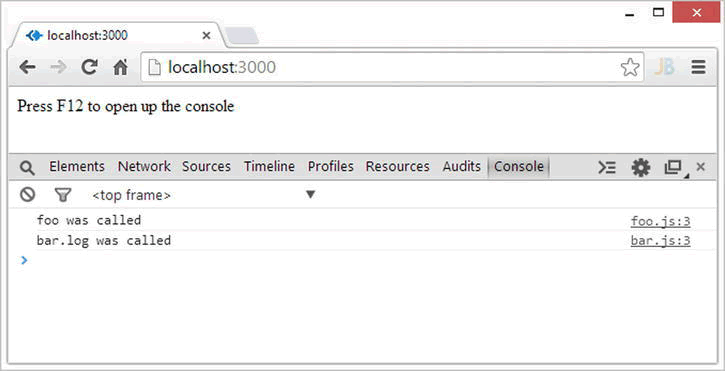 localhost:3000
localhost:3000 JB
Press F12 to open up the console
Elements Network Sources Timeline Profiles Resources Audits Console
<top frame>
foo was called foo.js:3
bar.log was called bar.js:3